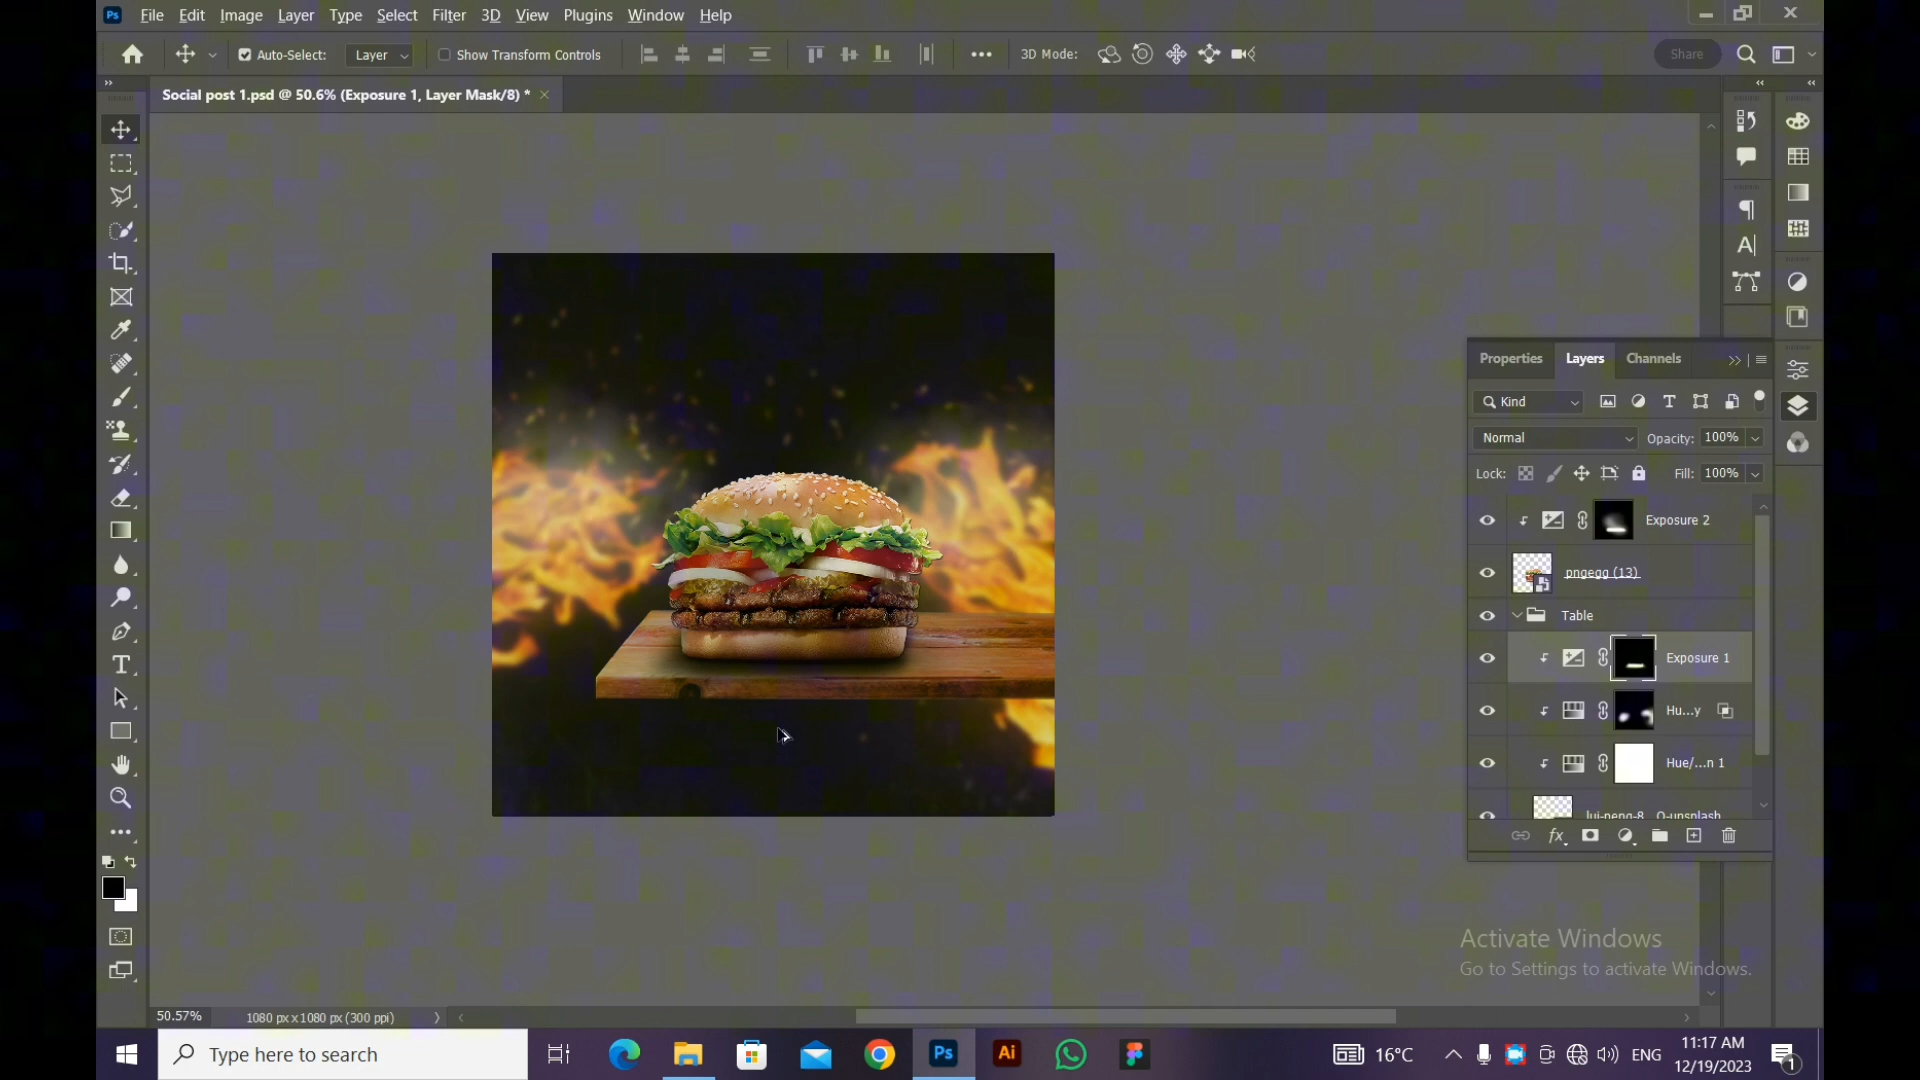 Ps File Edit Image Layer Type Select Filter 3D View Plugins Window Help
Auto-Select: Layer Show Transform Controls 3D Mode: Share
Social post 1.psd @ 50.6% (Exposure 1, Layer Mask/8) *
Properties Layers Channels
Kind
Normal Opacity: 100%
Lock: Fill: 100%
Exposure 2
pngegg (13)
Table
Exposure 1
Hu...y
Hue/...n 1
Activate Windows
Go to Settings to activate Windows.
50.57% 1080 px x 1080 px (300 ppi)
Type here to search
Ps Ai
16°C ENG
11:17 AM
12/19/2023
1